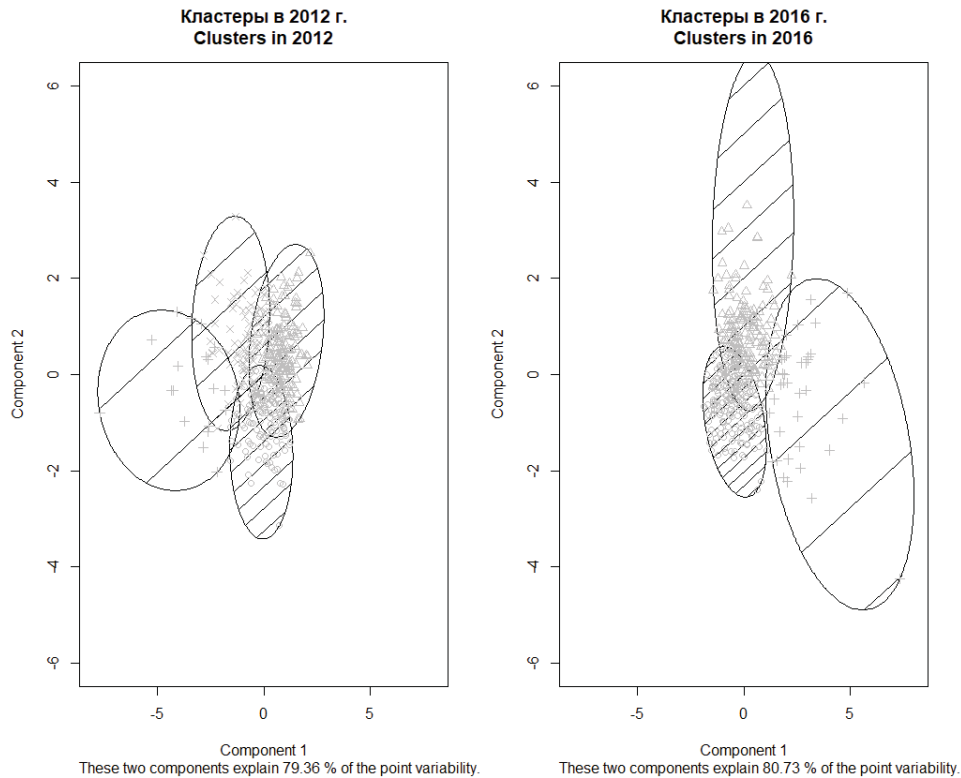 Кластеры в 2012 г.
Clusters in 2012
6
4
2
0
-2
-4
-6
Component 2
-5
0
5
Component 1
These two components explain 79.36 % of the point variability.
Кластеры в 2016 г.
Clusters in 2016
6
4
2
0
-2
-4
-6
Component 2
-5
0
5
Component 1
These two components explain 80.73 % of the point variability.